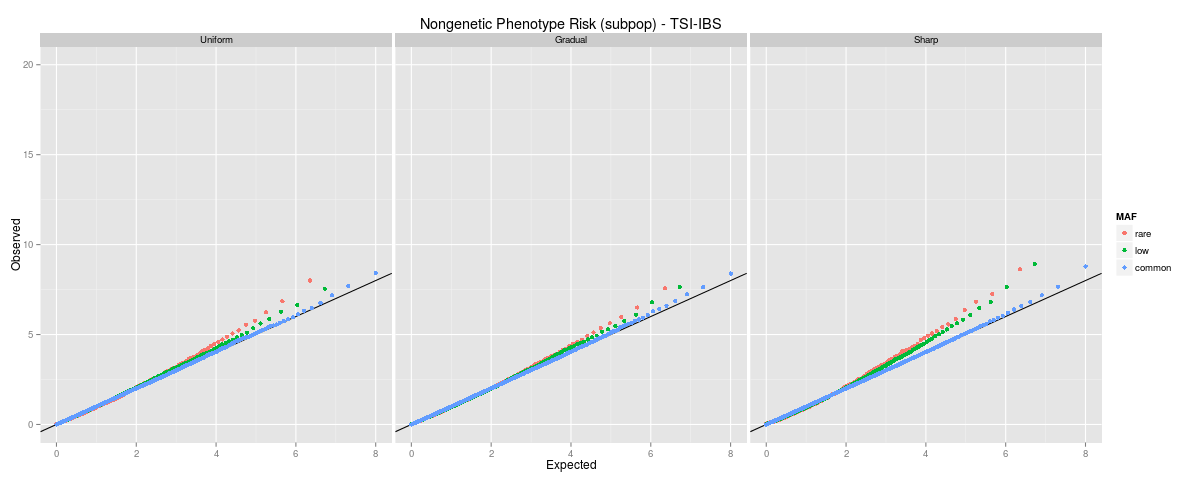 Nongenetic Phenotype Risk (subpop) - TSI-IBS
Uniform
Gradual
Sharp
20
15
10
5
0
Observed
0 2 4 6 8
0 2 4 6 8
0 2 4 6 8
Expected
MAF
rare
low
common